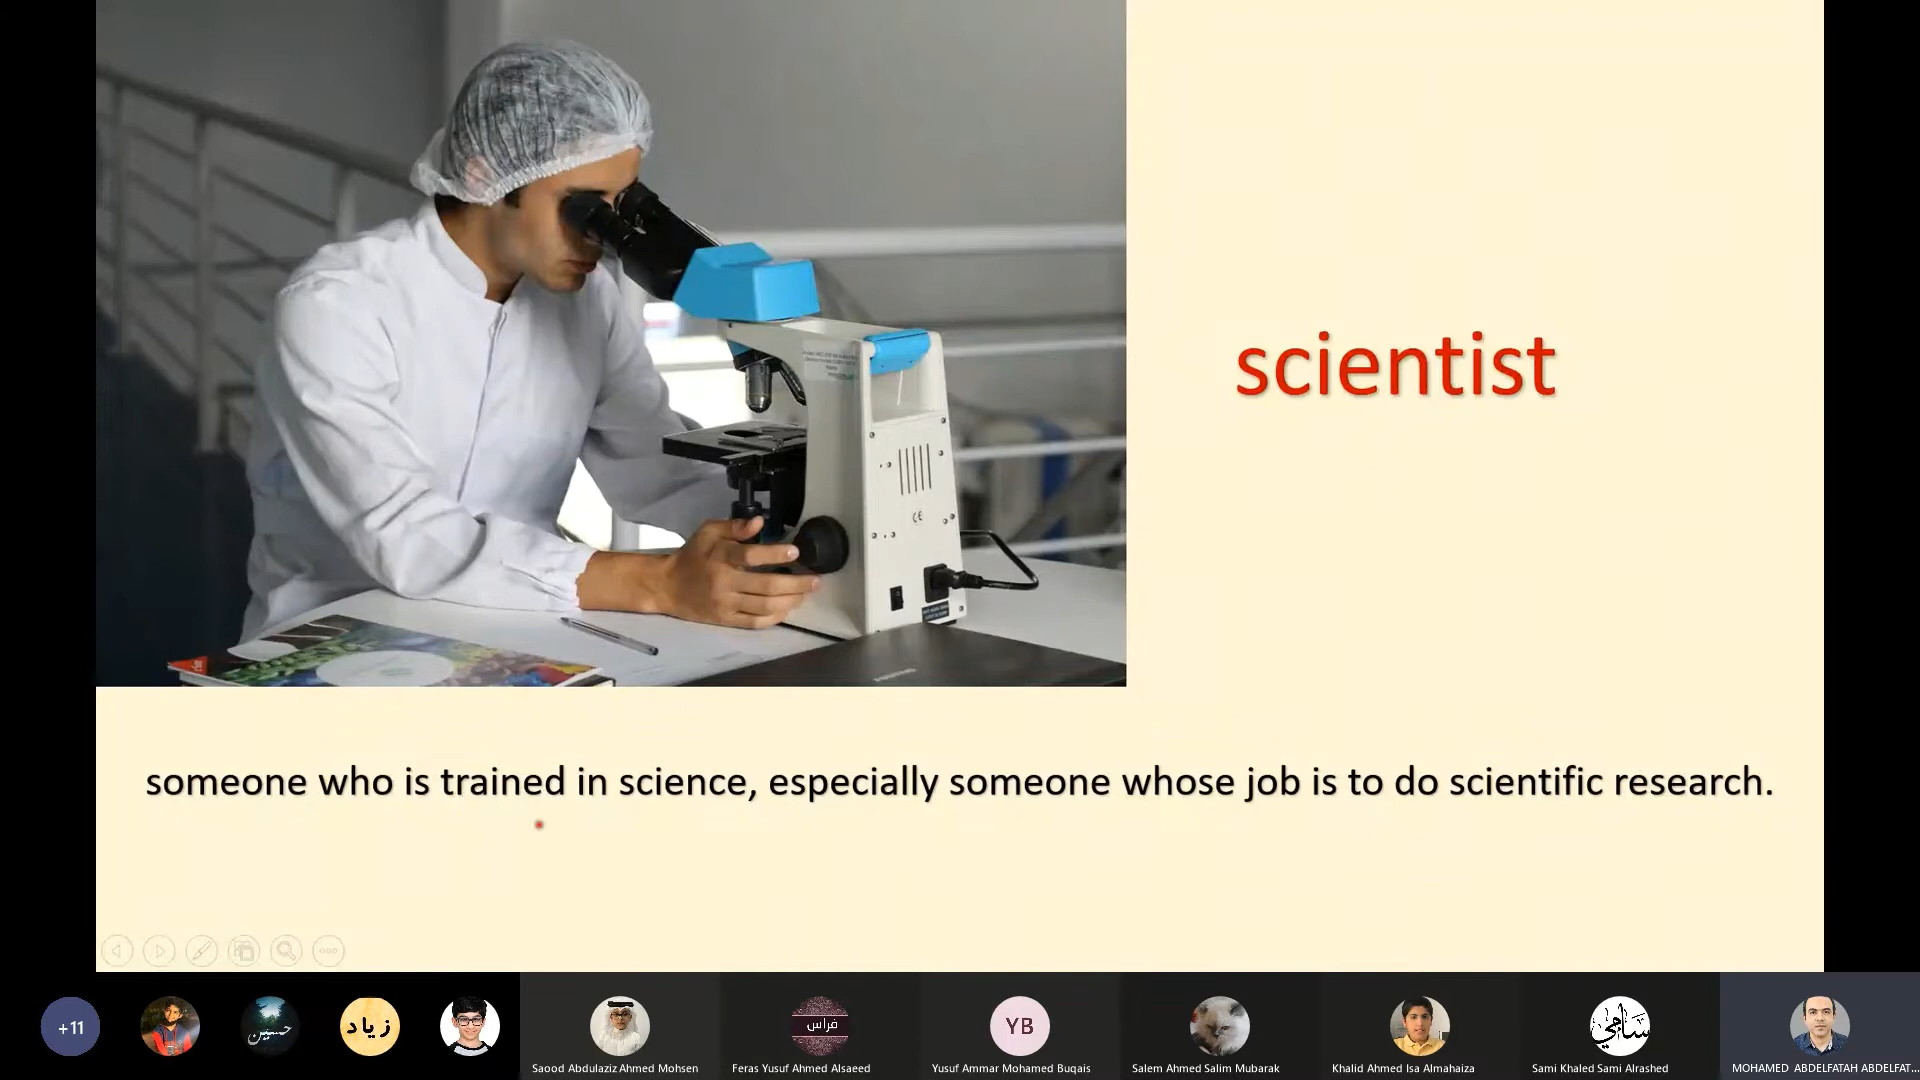 scientist
someone who is trained in science, especially someone whose job is to do scientific research.
CE
+11
حسين
زياد
فراس
YB
سامي
Saood Abdulaziz Ahmed Mohsen
Feras Yusuf Ahmed Alsaeed
Yusuf Ammar Mohamed Buqais
Salem Ahmed Salim Mubarak
Khalid Ahmed Isa Almahaiza
Sami Khaled Sami Alrashed
MOHAMED ABDELFATAH ABDELFAT...